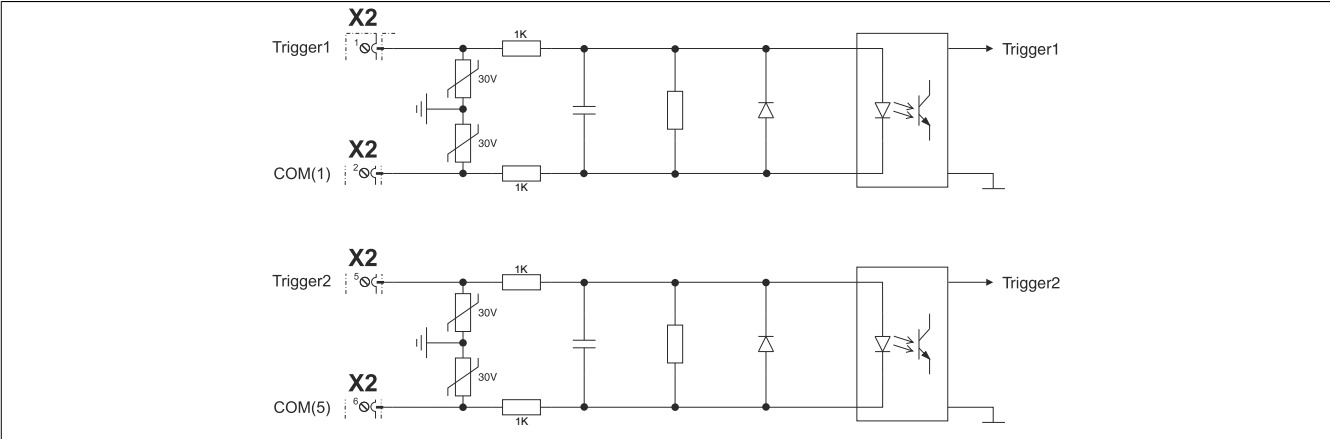 X2
1K
Trigger1
1
Trigger1
30V
30V
X2
COM(1)
2
1K
X2
1K
Trigger2
5
Trigger2
30V
30V
X2
COM(5)
6
1K